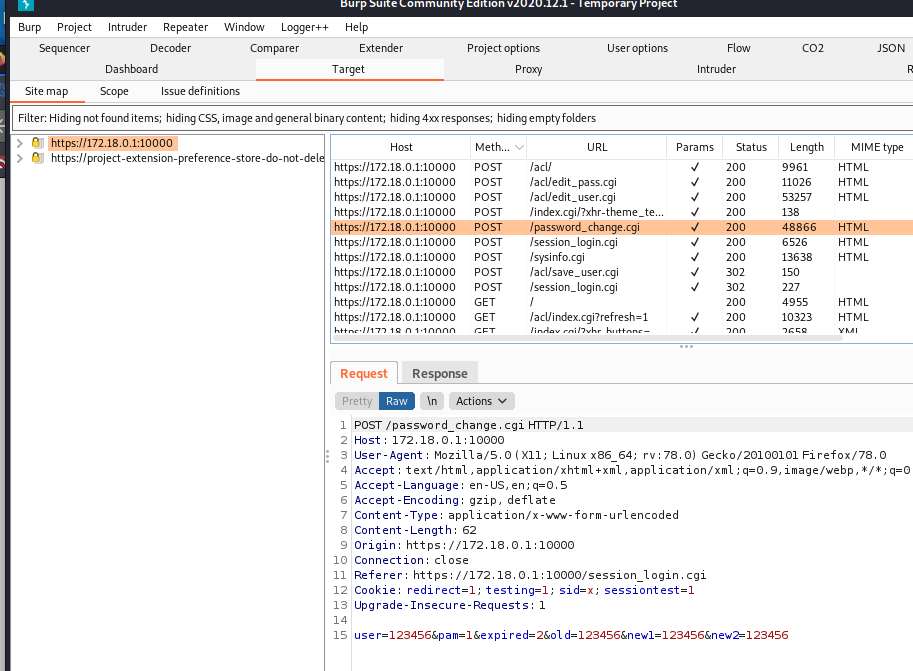 Burp Suite Community Edition v2020.12.1 - Temporary Project
Burp Project Intruder Repeater Window Logger++ Help
Sequencer Decoder Comparer Extender Project options User options Flow CO2 JSON
Dashboard Target Proxy Intruder R
Site map Scope Issue definitions
Filter: Hiding not found items; hiding CSS, image and general binary content; hiding 4xx responses; hiding empty folders
https://172.18.0.1:10000
https://project-extension-preference-store-do-not-dele
Host Meth... URL Params Status Length MIME type
https://172.18.0.1:10000 POST /acl/ ✓ 200 9961 HTML
https://172.18.0.1:10000 POST /acl/edit_pass.cgi ✓ 200 11026 HTML
https://172.18.0.1:10000 POST /acl/edit_user.cgi ✓ 200 53257 HTML
https://172.18.0.1:10000 POST /index.cgi/?xhr-theme_te... ✓ 200 138
https://172.18.0.1:10000 POST /password_change.cgi ✓ 200 48866 HTML
https://172.18.0.1:10000 POST /session_login.cgi ✓ 200 6526 HTML
https://172.18.0.1:10000 POST /sysinfo.cgi ✓ 200 13638 HTML
https://172.18.0.1:10000 POST /acl/save_user.cgi ✓ 302 150
https://172.18.0.1:10000 POST /session_login.cgi ✓ 302 227
https://172.18.0.1:10000 GET / 200 4955 HTML
https://172.18.0.1:10000 GET /acl/index.cgi?refresh=1 ✓ 200 10323 HTML
https://172.18.0.1:10000 GET /index.cgi/?xhr-buttons= ✓ 200 2658 XML
Request Response
Pretty Raw \n Actions
1 POST /password_change.cgi HTTP/1.1
2 Host: 172.18.0.1:10000
3 User-Agent: Mozilla/5.0 (X11; Linux x86_64; rv:78.0) Gecko/20100101 Firefox/78.0
4 Accept: text/html,application/xhtml+xml,application/xml;q=0.9,image/webp,*/*;q=0
5 Accept-Language: en-US,en;q=0.5
6 Accept-Encoding: gzip, deflate
7 Content-Type: application/x-www-form-urlencoded
8 Content-Length: 62
9 Origin: https://172.18.0.1:10000
10 Connection: close
11 Referer: https://172.18.0.1:10000/session_login.cgi
12 Cookie: redirect=1; testing=1; sid=x; sessiontest=1
13 Upgrade-Insecure-Requests: 1
14
15 user=123456&pam=1&expired=2&old=123456&new1=123456&new2=123456